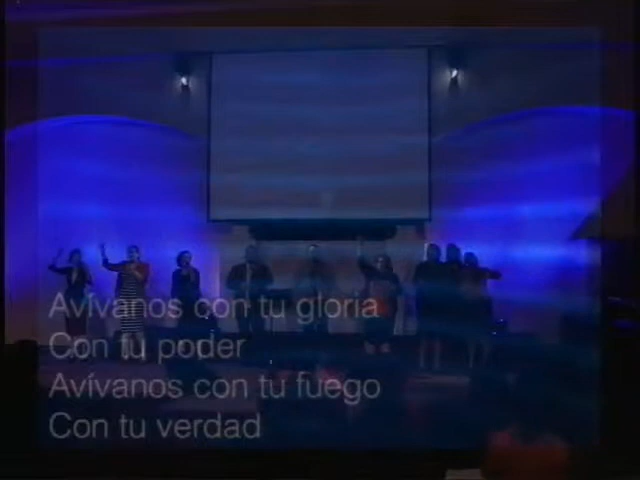 Avívanos con tu gloria
Con tu poder
Avívanos con tu fuego
Con tu verdad